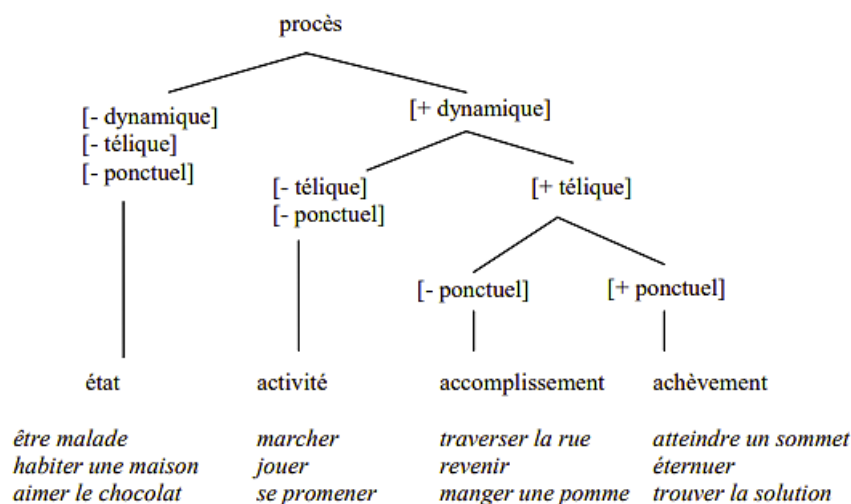 procès
[- dynamique]
[- télique]
[- ponctuel]
[+ dynamique]
[- télique]
[- ponctuel]
[+ télique]
[- ponctuel]
[+ ponctuel]
état activité accomplissement achèvement
être malade marcher traverser la rue atteindre un sommet
habiter une maison jouer revenir éternuer
aimer le chocolat se promener manger une pomme trouver la solution